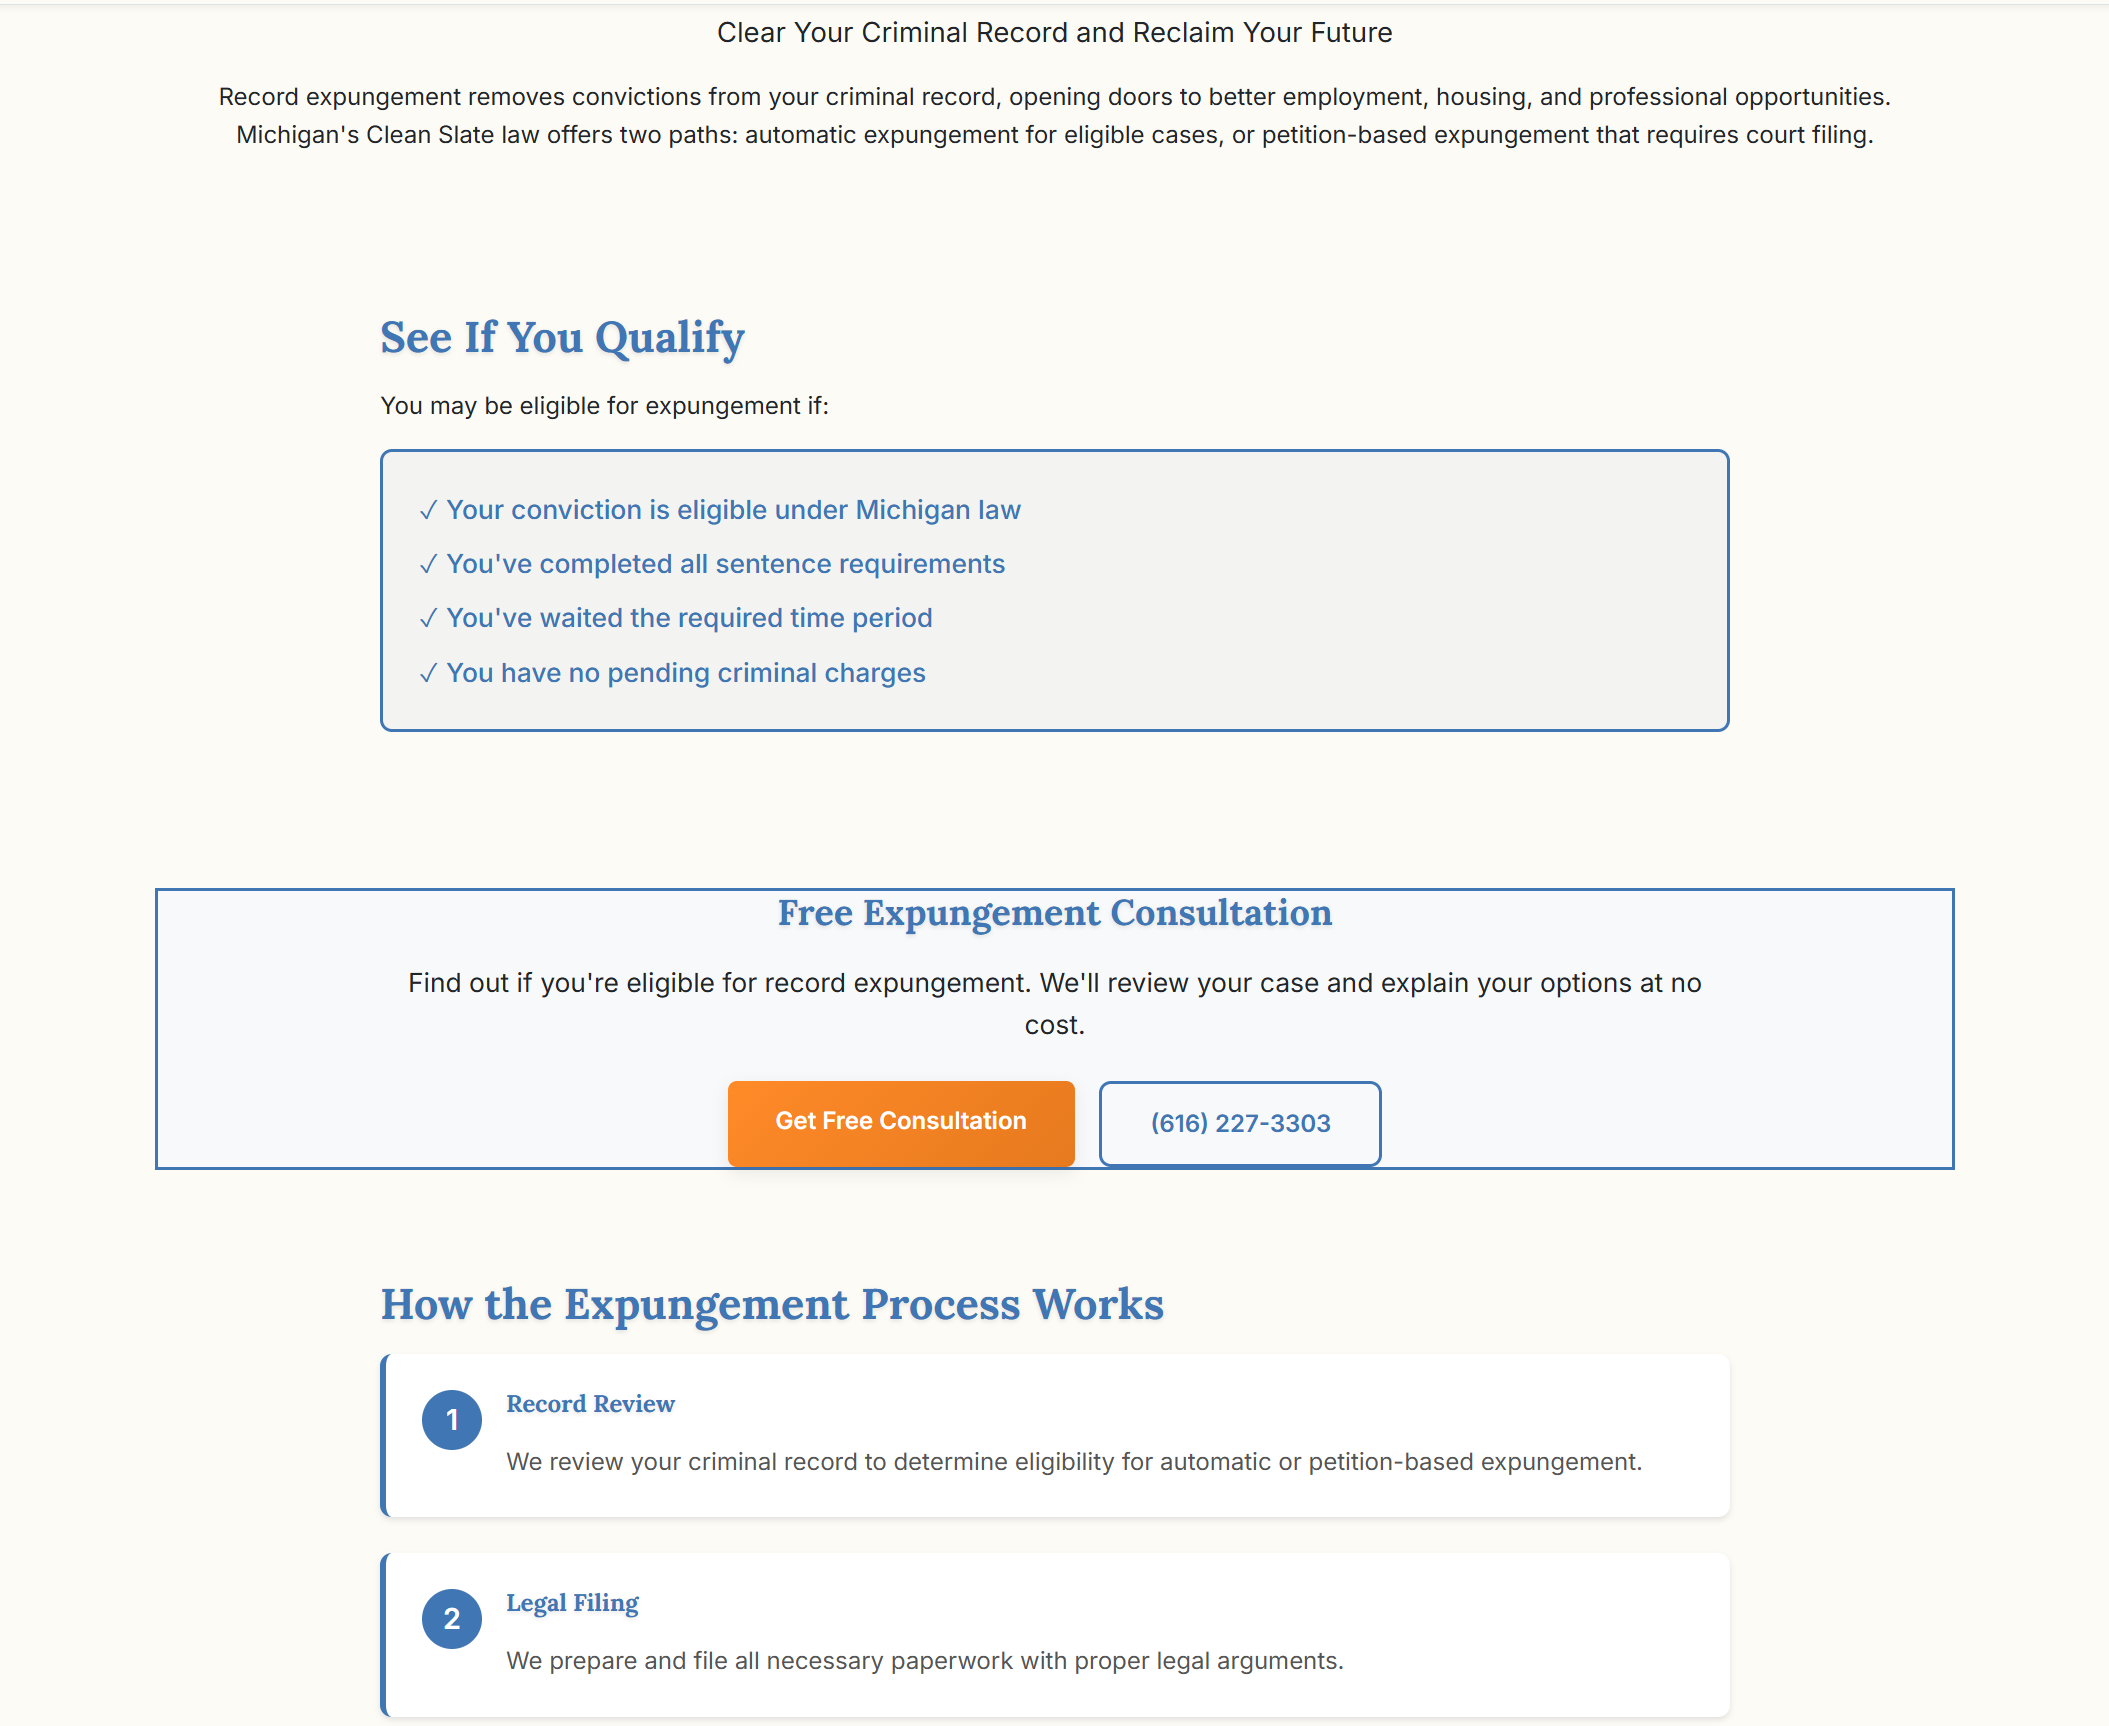 Clear Your Criminal Record and Reclaim Your Future
Record expungement removes convictions from your criminal record, opening doors to better employment, housing, and professional opportunities.
Michigan's Clean Slate law offers two paths: automatic expungement for eligible cases, or petition-based expungement that requires court filing.
See If You Qualify
You may be eligible for expungement if:
✓ Your conviction is eligible under Michigan law
✓ You've completed all sentence requirements
✓ You've waited the required time period
✓ You have no pending criminal charges
Free Expungement Consultation
Find out if you're eligible for record expungement. We'll review your case and explain your options at no
cost.
Get Free Consultation
(616) 227-3303
How the Expungement Process Works
1
Record Review
We review your criminal record to determine eligibility for automatic or petition-based expungement.
2
Legal Filing
We prepare and file all necessary paperwork with proper legal arguments.